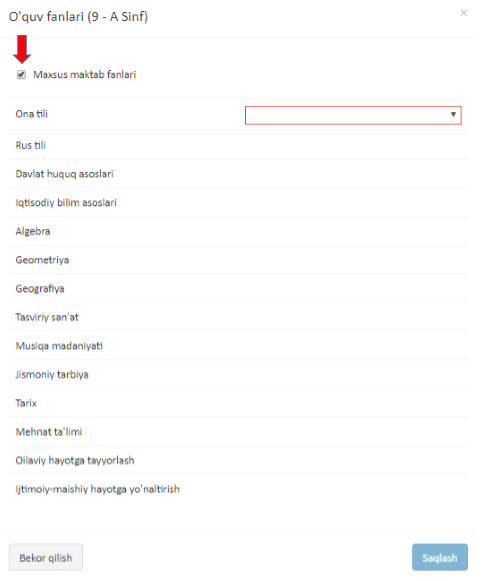 O'quv fanlari (9 - A Sinf)
×
Maxsus maktab fanlari
Ona tili
Rus tili
Davlat huquq asoslari
Iqtisodiy bilim asoslari
Algebra
Geometriya
Geografiya
Tasviriy san'at
Musiqa madaniyati
Jismoniy tarbiya
Tarix
Mehnat ta'limi
Oilaviy hayotga tayyorlash
Ijtimoiy-maishiy hayotga yo'naltirish
Bekor qilish
Saqlash